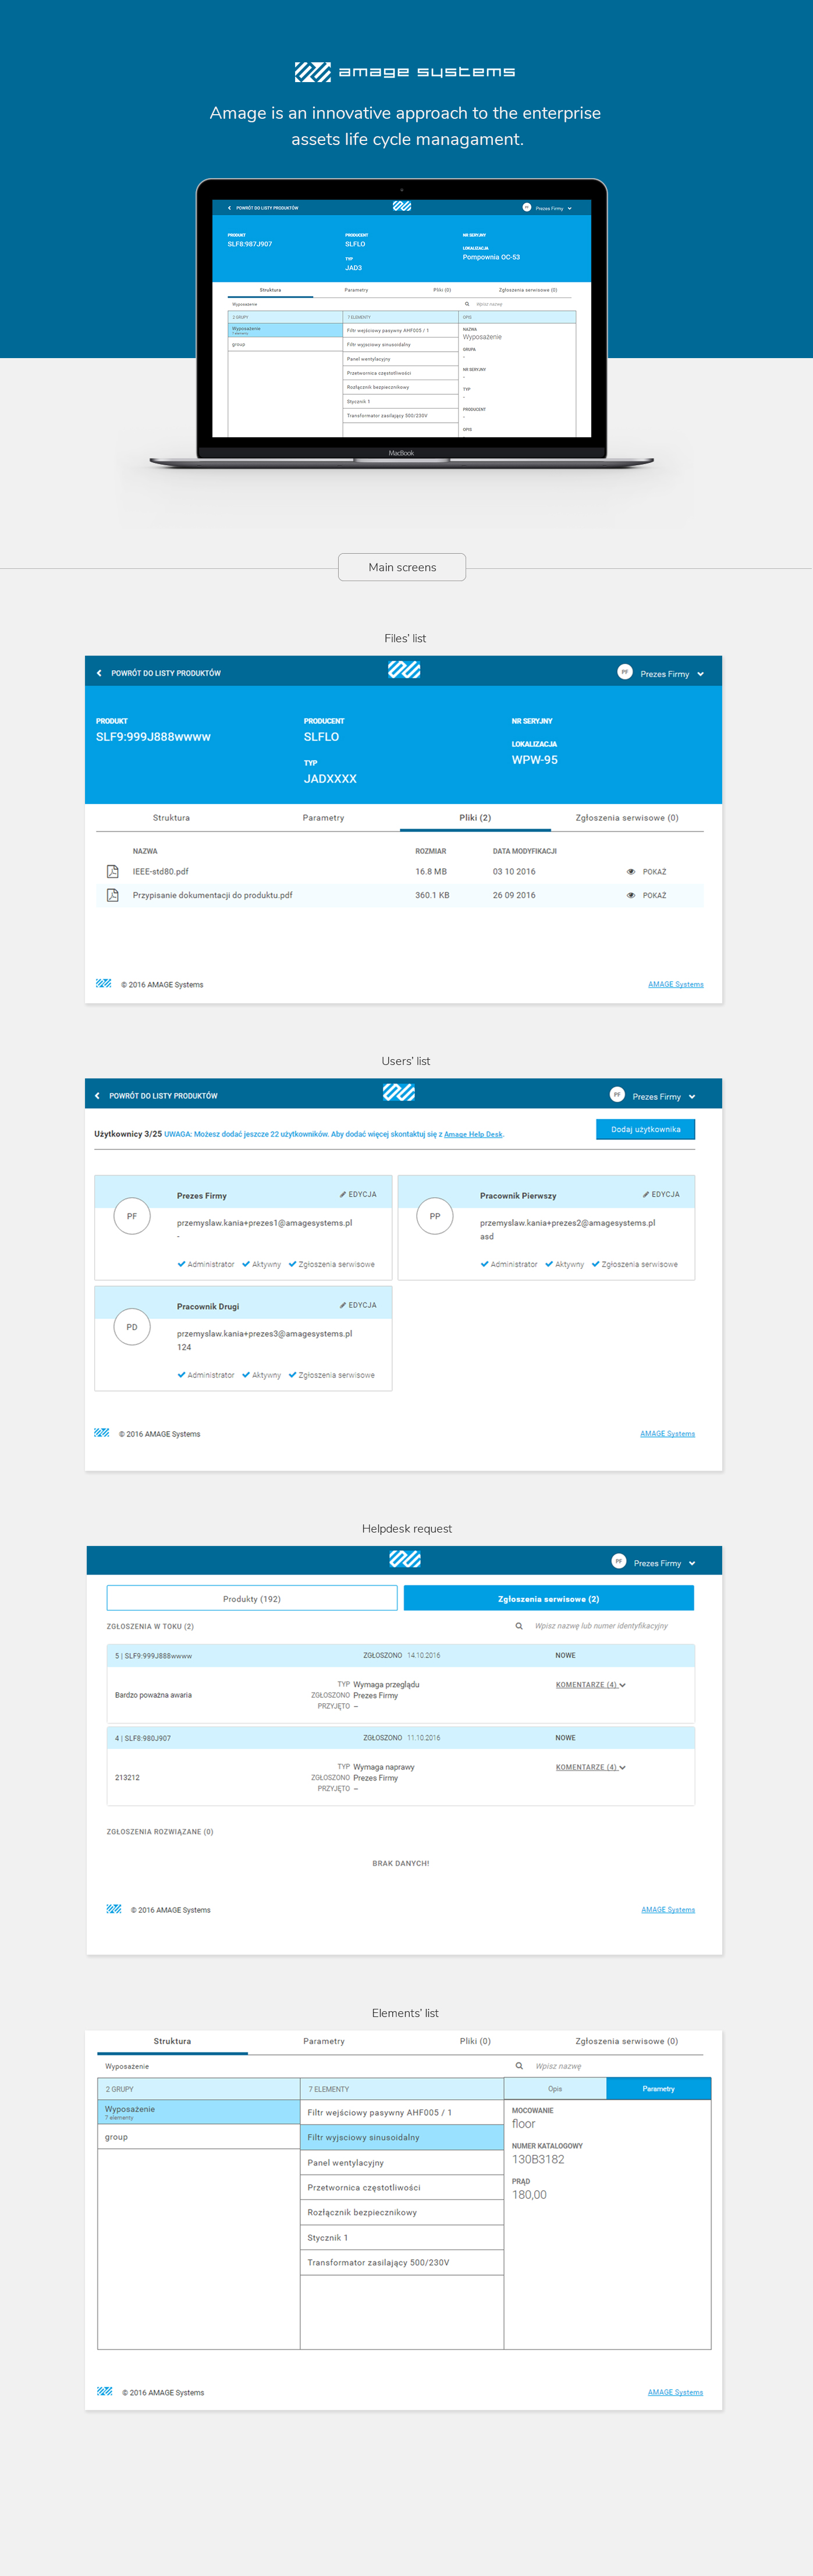 amage systems
Amage is an innovative approach to the enterprise
assets life cycle managament.
POWRÓT DO LISTY PRODUKTÓW
Prezes Firmy
PRODUKT
SLF8:987J907
PRODUCENT
SLFLO
TYP
JAD3
NR SERYJNY
LOKALIZACJA
Pompownia OC-53
Struktura Parametry Pliki (0) Zgłoszenia serwisowe (0)
Wyposażenie Wpisz nazwę
2 GRUPY 7 ELEMENTY OPIS
Wyposażenie
7 elementy
group
Filtr wejściowy pasywny AHF005 / 1
Filtr wyjsciowy sinusoidalny
Panel wentylacyjny
Przetwornica częstotliwości
Rozłącznik bezpiecznikowy
Stycznik 1
Transformator zasilający 500/230V
NAZWA
Wyposażenie
GRUPA
-
NR SERYJNY
-
TYP
-
PRODUCENT
-
OPIS
MacBook
Main screens
Files' list
POWRÓT DO LISTY PRODUKTÓW PF Prezes Firmy
PRODUKT
SLF9:999J888wwww
PRODUCENT
SLFLO
TYP
JADXXXX
NR SERYJNY
LOKALIZACJA
WPW-95
Struktura Parametry Pliki (2) Zgłoszenia serwisowe (0)
NAZWA ROZMIAR DATA MODYFIKACJI
IEEE-std80.pdf 16.8 MB 03 10 2016 POKAŻ
Przypisanie dokumentacji do produktu.pdf 360.1 KB 26 09 2016 POKAŻ
© 2016 AMAGE Systems AMAGE Systems
Users' list
POWRÓT DO LISTY PRODUKTÓW PF Prezes Firmy
Użytkownicy 3/25 UWAGA: Możesz dodać jeszcze 22 użytkowników. Aby dodać więcej skontaktuj się z Amage Help Desk. Dodaj użytkownika
PF
Prezes Firmy EDYCJA
przemyslaw.kania+prezes1@amagesystems.pl
-
Administrator Aktywny Zgłoszenia serwisowe
PP
Pracownik Pierwszy EDYCJA
przemyslaw.kania+prezes2@amagesystems.pl
asd
Administrator Aktywny Zgłoszenia serwisowe
PD
Pracownik Drugi EDYCJA
przemyslaw.kania+prezes3@amagesystems.pl
124
Administrator Aktywny Zgłoszenia serwisowe
© 2016 AMAGE Systems AMAGE Systems
Helpdesk request
PF Prezes Firmy
Produkty (192) Zgłoszenia serwisowe (2)
ZGŁOSZENIA W TOKU (2) Wpisz nazwę lub numer identyfikacyjny
5 | SLF9:999J888wwww ZGŁOSZONO 14.10.2016 NOWE
Bardzo poważna awaria
TYP Wymaga przeglądu
ZGŁOSZONO Prezes Firmy
PRZYJĘTO –
KOMENTARZE (4)
4 | SLF8:980J907 ZGŁOSZONO 11.10.2016 NOWE
213212
TYP Wymaga naprawy
ZGŁOSZONO Prezes Firmy
PRZYJĘTO –
KOMENTARZE (4)
ZGŁOSZENIA ROZWIĄZANE (0)
BRAK DANYCH!
© 2016 AMAGE Systems AMAGE Systems
Elements' list
Struktura Parametry Pliki (0) Zgłoszenia serwisowe (0)
Wyposażenie Wpisz nazwę
2 GRUPY 7 ELEMENTY Opis Parametry
Wyposażenie
7 elementy
group
Filtr wejściowy pasywny AHF005 / 1
Filtr wyjsciowy sinusoidalny
Panel wentylacyjny
Przetwornica częstotliwości
Rozłącznik bezpiecznikowy
Stycznik 1
Transformator zasilający 500/230V
MOCOWANIE
floor
NUMER KATALOGOWY
130B3182
PRĄD
180,00
© 2016 AMAGE Systems AMAGE Systems